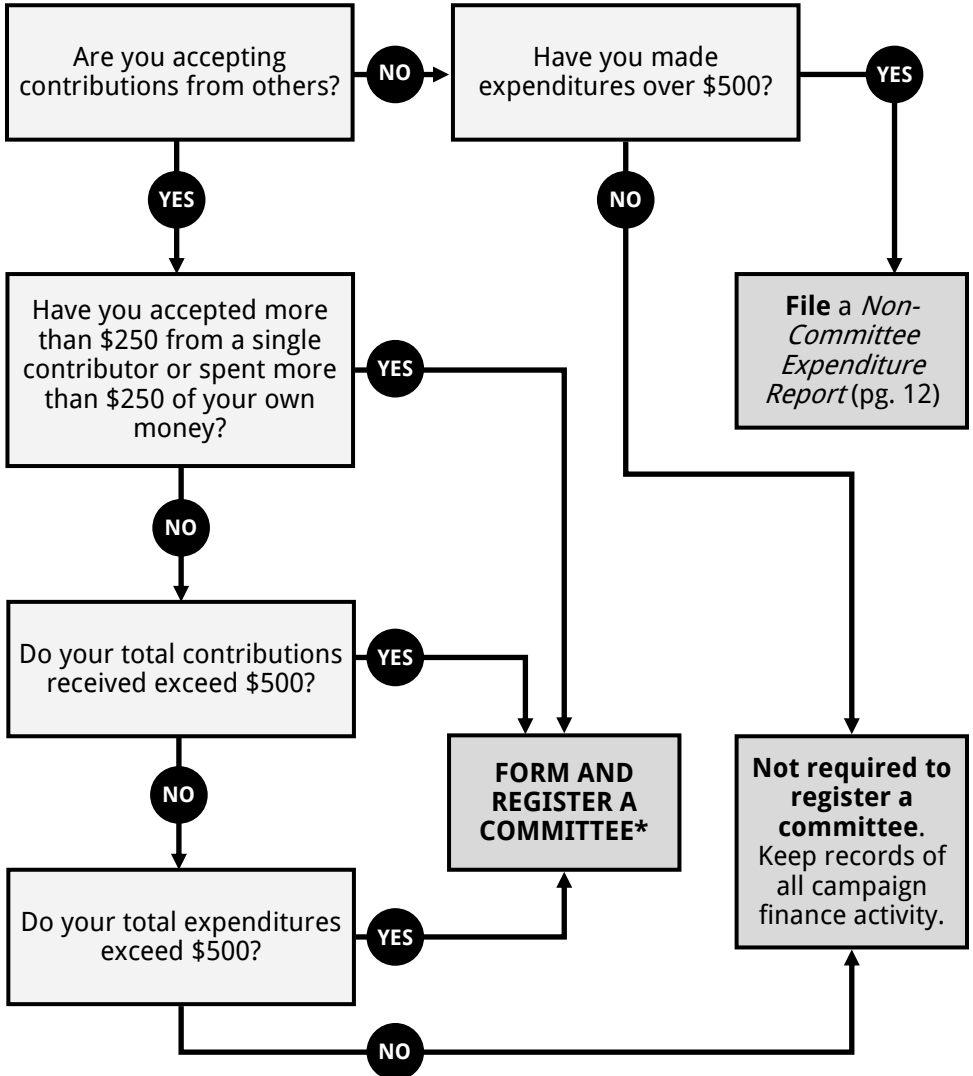 Are you accepting
contributions from others?
NO
Have you made
expenditures over $500?
YES
YES
NO
Have you accepted more
than $250 from a single
contributor or spent more
than $250 of your own
money?
YES
File a Non-
Committee
Expenditure
Report (pg. 12)
NO
Do your total contributions
received exceed $500?
YES
NO
FORM AND
REGISTER A
COMMITTEE*
Not required to
register a
committee.
Keep records of
all campaign
finance activity.
Do your total expenditures
exceed $500?
YES
NO